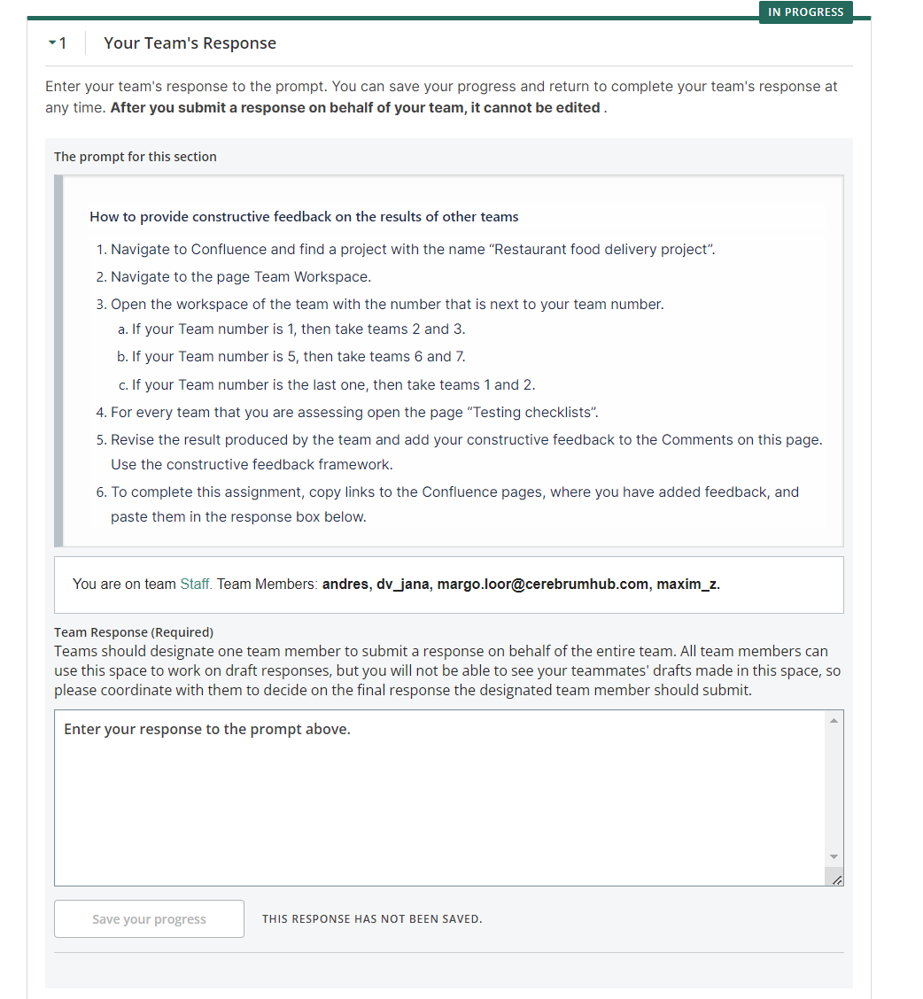 IN PROGRESS
1 Your Team's Response
Enter your team's response to the prompt. You can save your progress and return to complete your team's response at
any time. After you submit a response on behalf of your team, it cannot be edited .
The prompt for this section
How to provide constructive feedback on the results of other teams
1. Navigate to Confluence and find a project with the name “Restaurant food delivery project”.
2. Navigate to the page Team Workspace.
3. Open the workspace of the team with the number that is next to your team number.
a. If your Team number is 1, then take teams 2 and 3.
b. If your Team number is 5, then take teams 6 and 7.
c. If your Team number is the last one, then take teams 1 and 2.
4. For every team that you are assessing open the page “Testing checklists”.
5. Revise the result produced by the team and add your constructive feedback to the Comments on this page.
Use the constructive feedback framework.
6. To complete this assignment, copy links to the Confluence pages, where you have added feedback, and
paste them in the response box below.
You are on team Staff. Team Members: andres, dv_jana, margo.loor@cerebrumhub.com, maxim_z.
Team Response (Required)
Teams should designate one team member to submit a response on behalf of the entire team. All team members can
use this space to work on draft responses, but you will not be able to see your teammates' drafts made in this space, so
please coordinate with them to decide on the final response the designated team member should submit.
Enter your response to the prompt above.
Save your progress THIS RESPONSE HAS NOT BEEN SAVED.